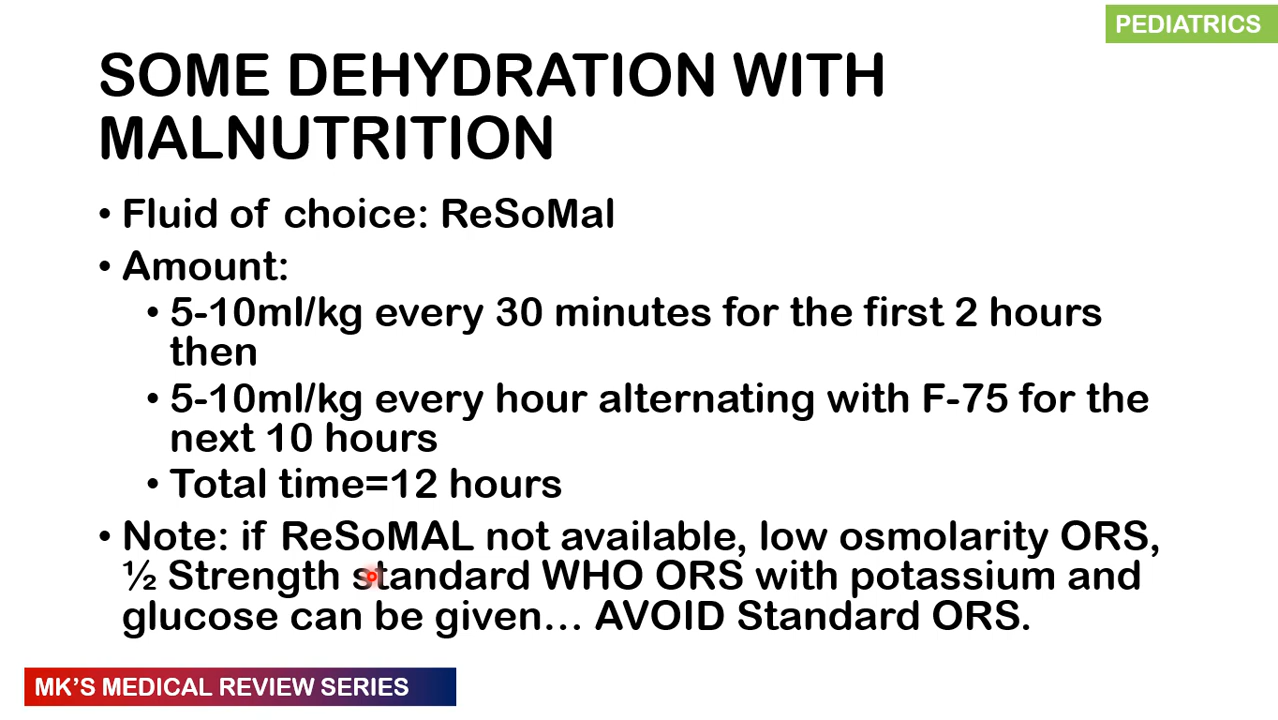 PEDIATRICS
SOME DEHYDRATION WITH
MALNUTRITION
• Fluid of choice: ReSoMal
• Amount:
• 5-10ml/kg every 30 minutes for the first 2 hours
then
• 5-10ml/kg every hour alternating with F-75 for the
next 10 hours
• Total time=12 hours
• Note: if ReSoMAL not available, low osmolarity ORS,
½ Strength standard WHO ORS with potassium and
glucose can be given... AVOID Standard ORS.
MK'S MEDICAL REVIEW SERIES